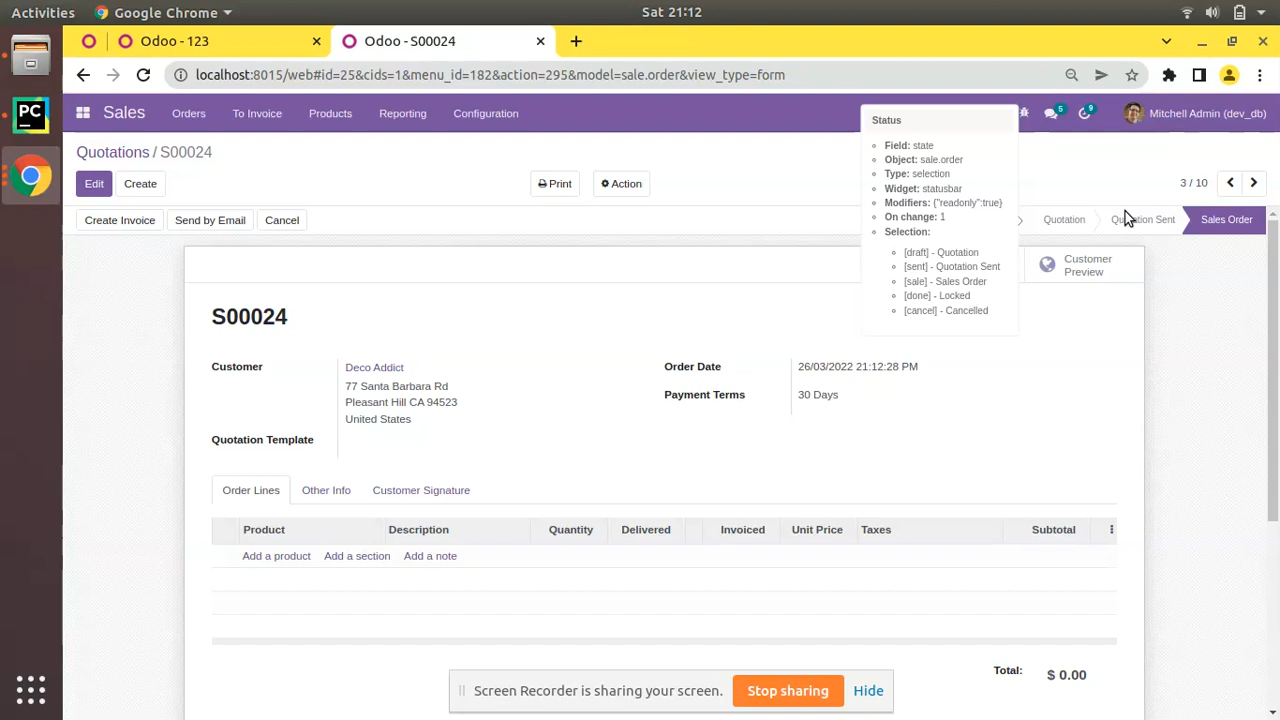 Activities Google Chrome Sat 21:12
Odoo - 123 Odoo - S00024
localhost:8015/web#id=25&cids=1&menu_id=182&action=295&model=sale.order&view_type=form
Sales Orders To Invoice Products Reporting Configuration 5 9 Mitchell Admin (dev_db)
Quotations / S00024
Edit Create Print Action 3 / 10
Create Invoice Send by Email Cancel Quotation Sales Order
Status
Field: state
Object: sale.order
Type: selection
Widget: statusbar
Modifiers: {"readonly":true}
On change: 1
Selection:
[draft] - Quotation
[sent] - Quotation Sent
[sale] - Sales Order
[done] - Locked
[cancel] - Cancelled
Customer
Preview
S00024
Customer Deco Addict
77 Santa Barbara Rd
Pleasant Hill CA 94523
United States
Quotation Template
Order Date 26/03/2022 21:12:28 PM
Payment Terms 30 Days
Order Lines Other Info Customer Signature
Product Description Quantity Delivered Invoiced Unit Price Taxes Subtotal
Add a product Add a section Add a note
Total: $ 0.00
Screen Recorder is sharing your screen. Stop sharing Hide
PC